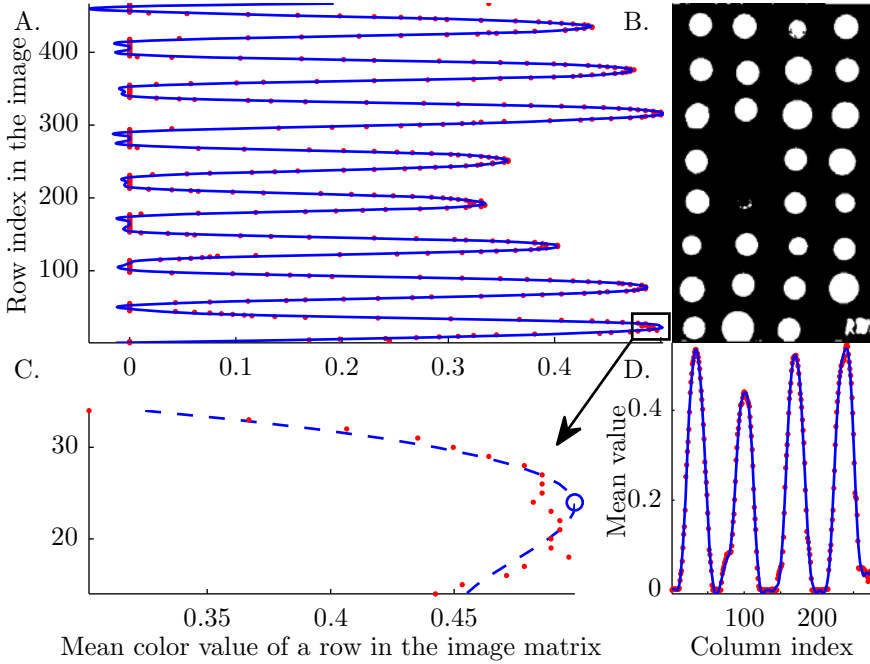 A.
B.
Row index in the image
400
300
200
100
0
0.1
0.2
0.3
0.4
C.
D.
30
20
0.35
0.4
0.45
Mean color value of a row in the image matrix
Mean value
0.4
0.2
0
100
200
Column index